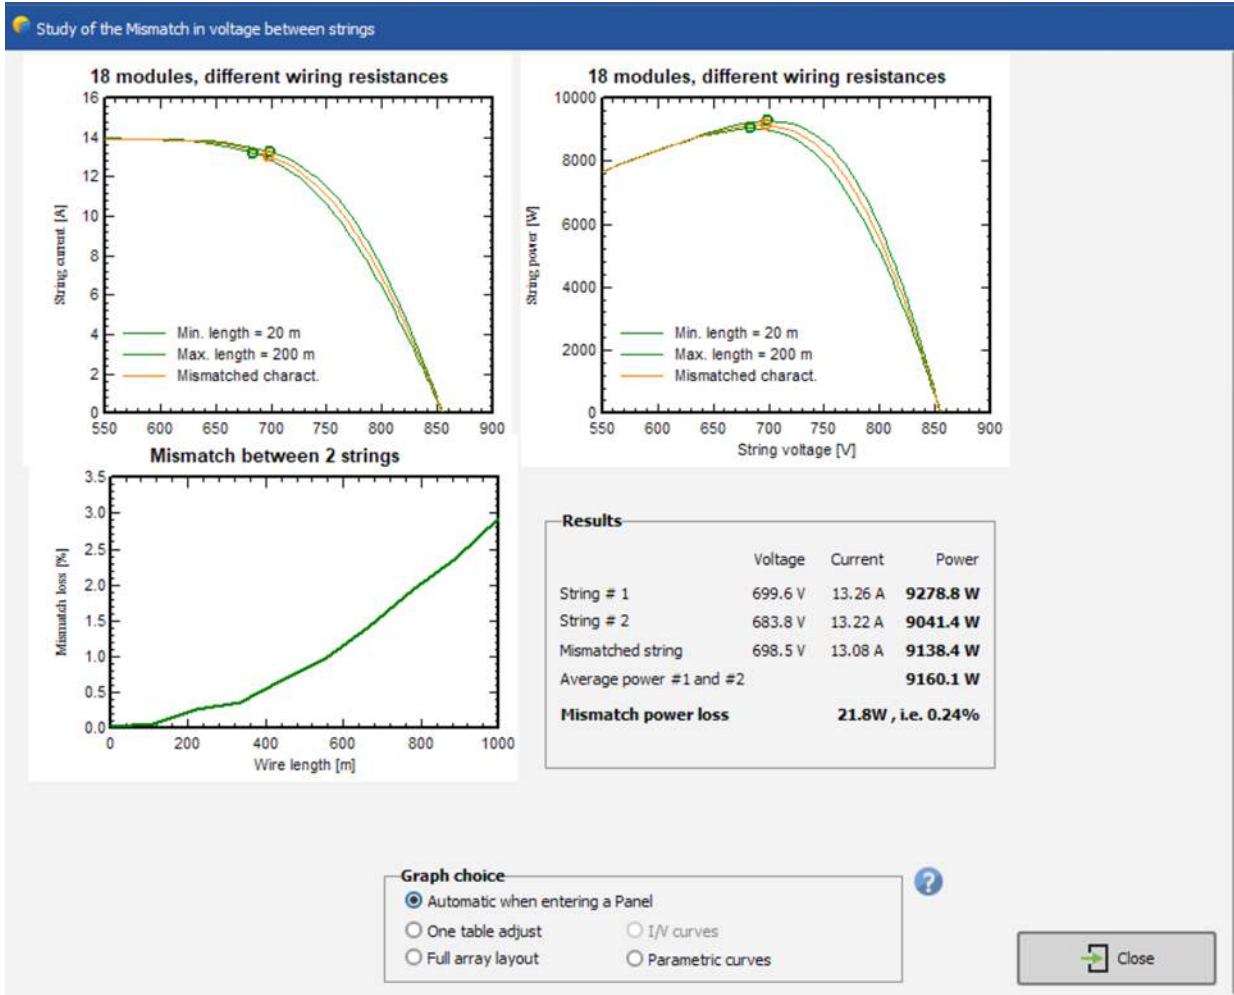 Study of the Mismatch in voltage between strings
18 modules, different wiring resistances
16
14
12
10
8
6
4
2
0
String current [A]
Min. length = 20 m
Max. length = 200 m
Mismatched charact.
550 600 650 700 750 800 850 900
18 modules, different wiring resistances
10000
8000
6000
4000
2000
0
String power [W]
Min. length = 20 m
Max. length = 200 m
Mismatched charact.
550 600 650 700 750 800 850 900
String voltage [V]
Mismatch between 2 strings
3.5
3.0
2.5
2.0
1.5
1.0
0.5
0.0
Mismatch loss [%]
0 200 400 600 800 1000
Wire length [m]
Results
Voltage Current Power
String # 1 699.6 V 13.26 A 9278.8 W
String # 2 683.8 V 13.22 A 9041.4 W
Mismatched string 698.5 V 13.08 A 9138.4 W
Average power #1 and #2 9160.1 W
Mismatch power loss 21.8W , i.e. 0.24%
Graph choice
Automatic when entering a Panel
One table adjust I/V curves
Full array layout Parametric curves
?
Close